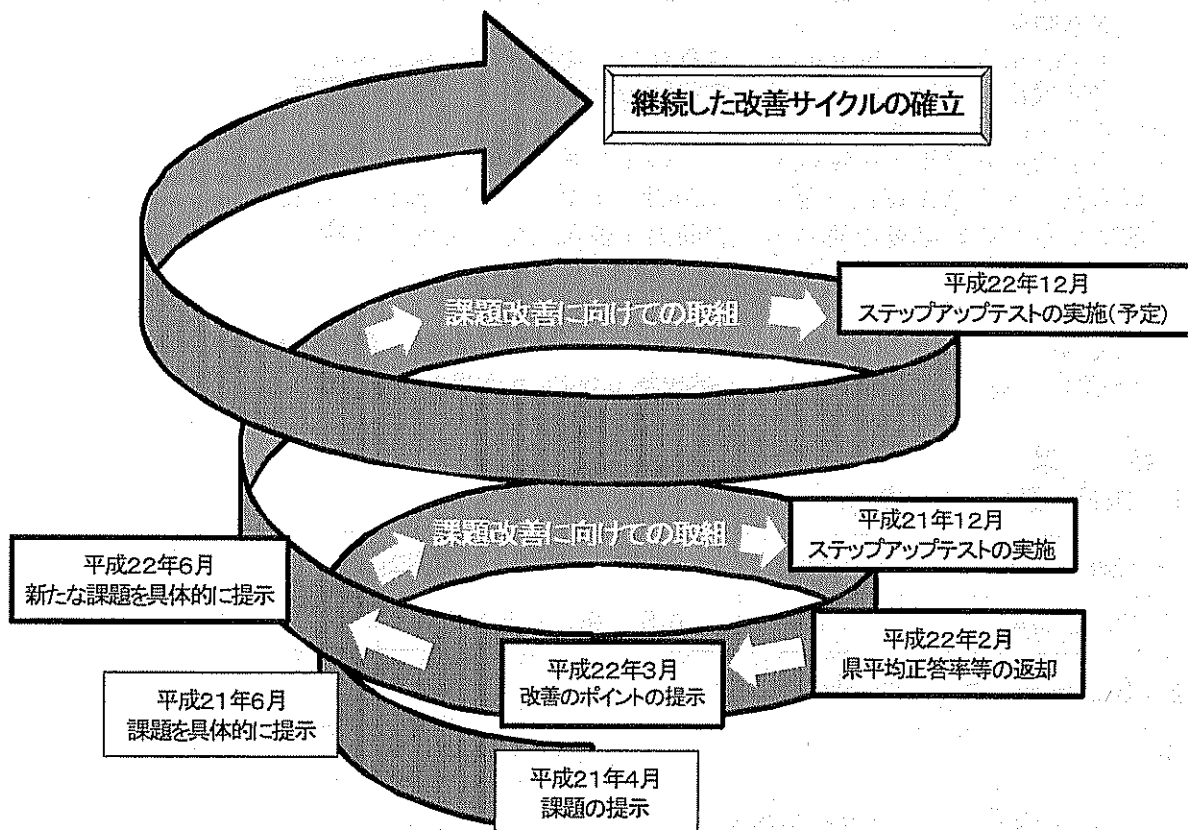 継続した改善サイクルの確立
平成22年12月
ステップアップテストの実施(予定)
課題改善に向けての取組
平成21年12月
ステップアップテストの実施
課題改善に向けての取組
平成22年6月
新たな課題を具体的に提示
平成22年2月
県平均正答率等の返却
平成22年3月
改善のポイントの提示
平成21年6月
課題を具体的に提示
平成21年4月
課題の提示